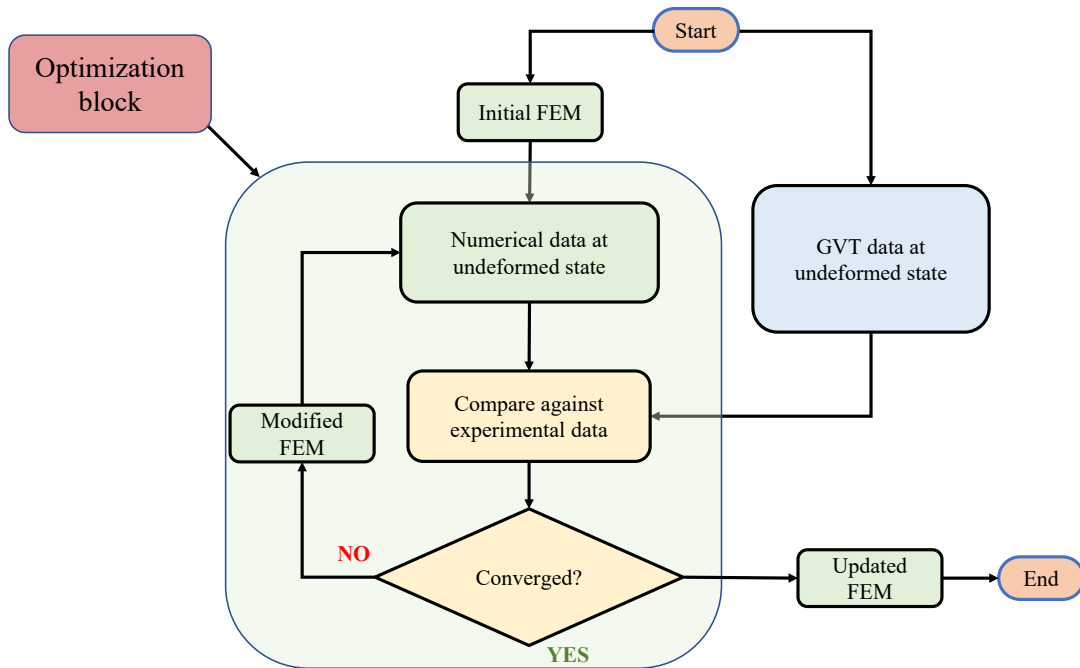 Start
Optimization
block
Initial FEM
Numerical data at
undeformed state
GVT data at
undeformed state
Compare against
experimental data
Modified
FEM
NO
Converged?
Updated
FEM
End
YES